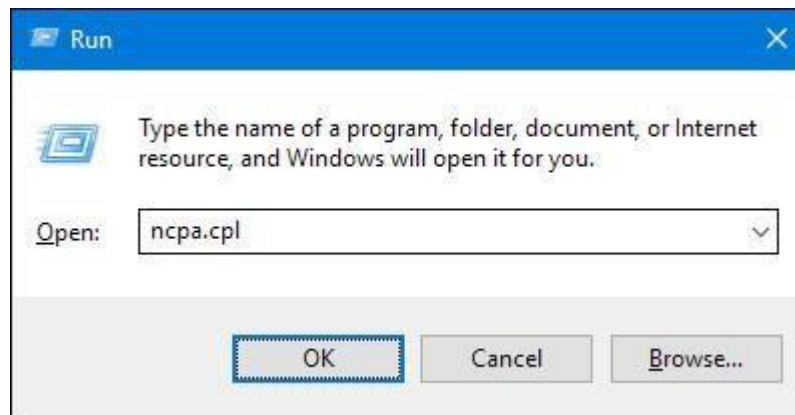 Run
Type the name of a program, folder, document, or Internet
resource, and Windows will open it for you.
Open: ncpa.cpl
OK Cancel Browse...